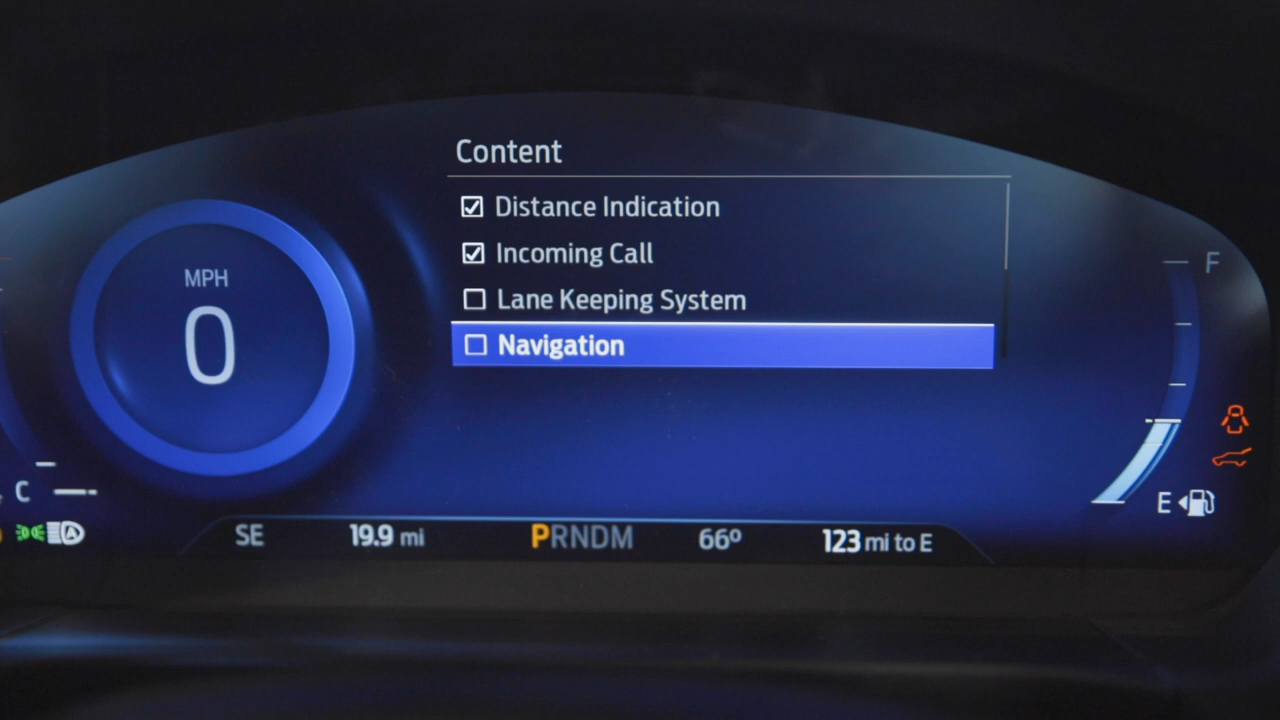 Content
Distance Indication
Incoming Call
Lane Keeping System
Navigation
MPH
0
F
C
E
A
SE
19.9 mi
PRNDM
66º
123 mi to E